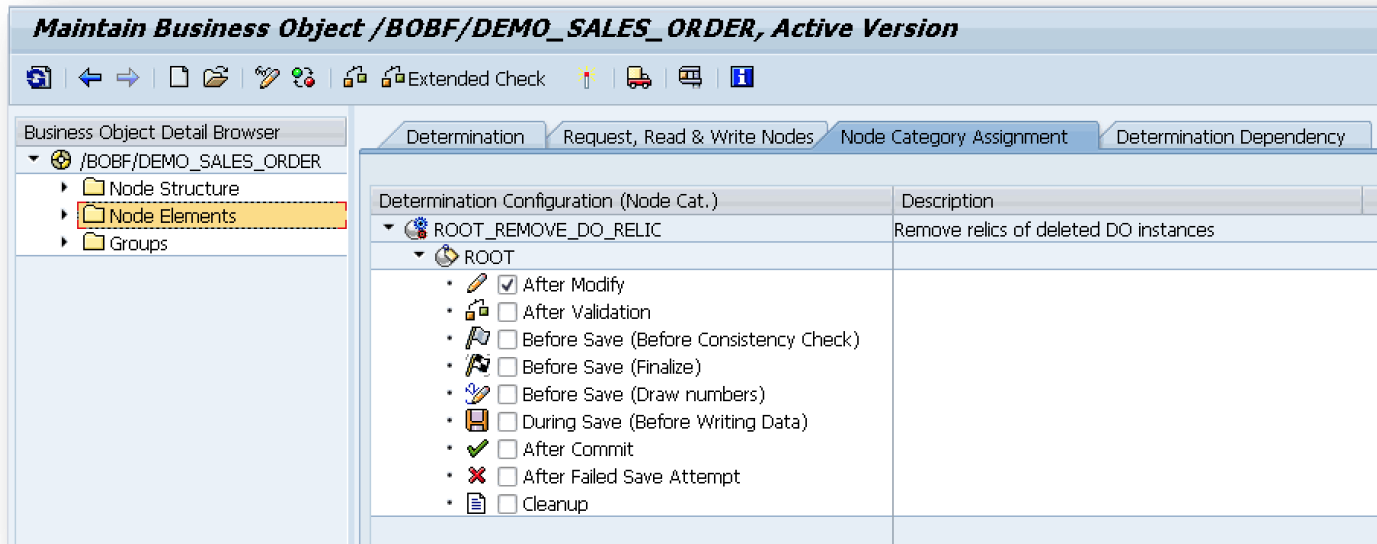 Maintain Business Object /BOBF/DEMO_SALES_ORDER, Active Version
Extended Check
Business Object Detail Browser
/BOBF/DEMO_SALES_ORDER
Node Structure
Node Elements
Groups
Determination
Request, Read & Write Nodes
Node Category Assignment
Determination Dependency
Determination Configuration (Node Cat.)
Description
ROOT_REMOVE_DO_RELIC
Remove relics of deleted DO instances
ROOT
After Modify
After Validation
Before Save (Before Consistency Check)
Before Save (Finalize)
Before Save (Draw numbers)
During Save (Before Writing Data)
After Commit
After Failed Save Attempt
Cleanup